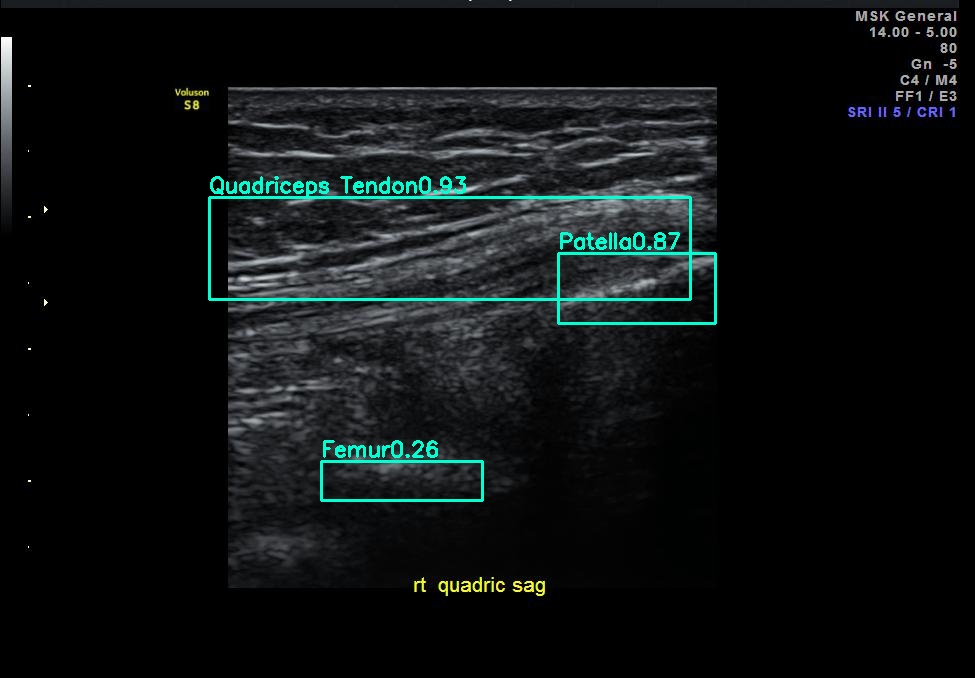 MSK General
14.00 - 5.00
80
Gn -5
C4 / M4
FF1 / E3
SRI II 5 / CRI 1
Voluson
S8
Quadriceps Tendon0.93
Patella0.87
Femur0.26
rt quadric sag